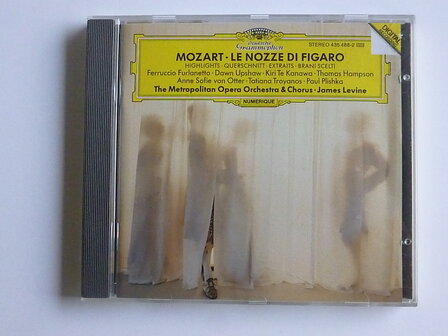 Deutsche
Grammophon
STEREO 435 488-2
DIGITAL
MOZART · LE NOZZE DI FIGARO
HIGHLIGHTS · QUERSCHNITT · EXTRAITS · BRANI SCELTI
Ferruccio Furlanetto · Dawn Upshaw · Kiri Te Kanawa · Thomas Hampson
Anne Sofie von Otter · Tatiana Troyanos · Paul Plishka
The Metropolitan Opera Orchestra & Chorus · James Levine
NUMERIQUE